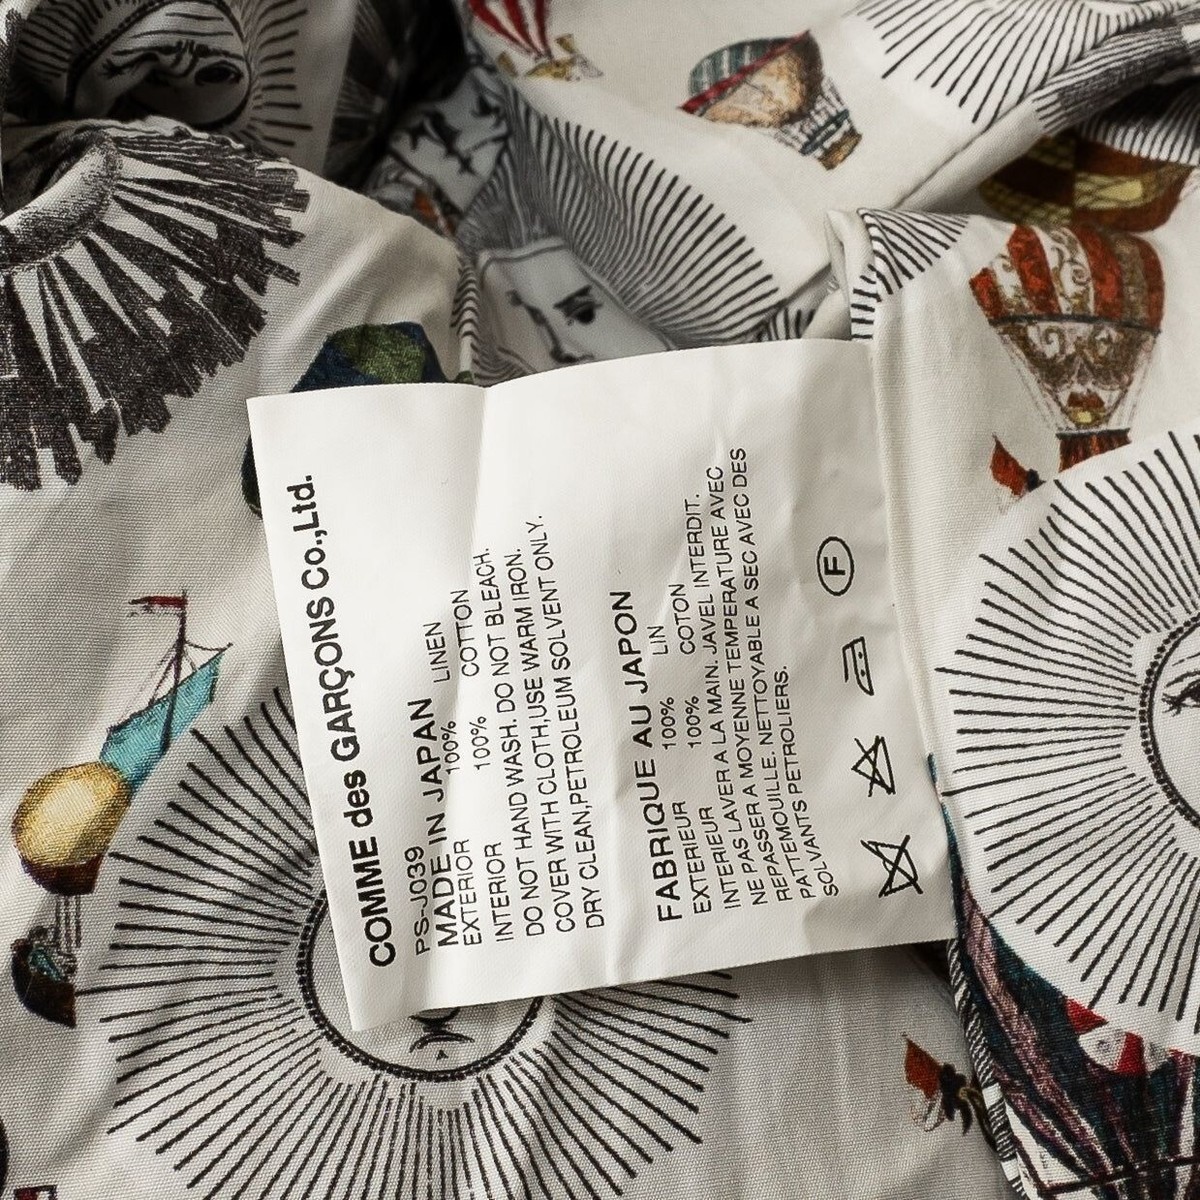 COMME des GARÇONS Co.,Ltd.
PS-J039
MADE IN JAPAN
EXTERIOR 100% LINEN
INTERIOR 100% COTTON
DO NOT HAND WASH. DO NOT BLEACH.
COVER WITH CLOTH,USE WARM IRON.
DRY CLEAN,PETROLEUM SOLVENT ONLY.
FABRIQUE AU JAPON
EXTERIEUR 100% LIN
INTERIEUR 100% COTON
NE PAS LAVER A LA MAIN. JAVEL INTERDIT.
REPASSER A MOYENNE TEMPERATURE AVEC
PATTEMOUILLE. NETTOYABLE A SEC AVEC DES
SOLVANTS PETROLIERS.
F